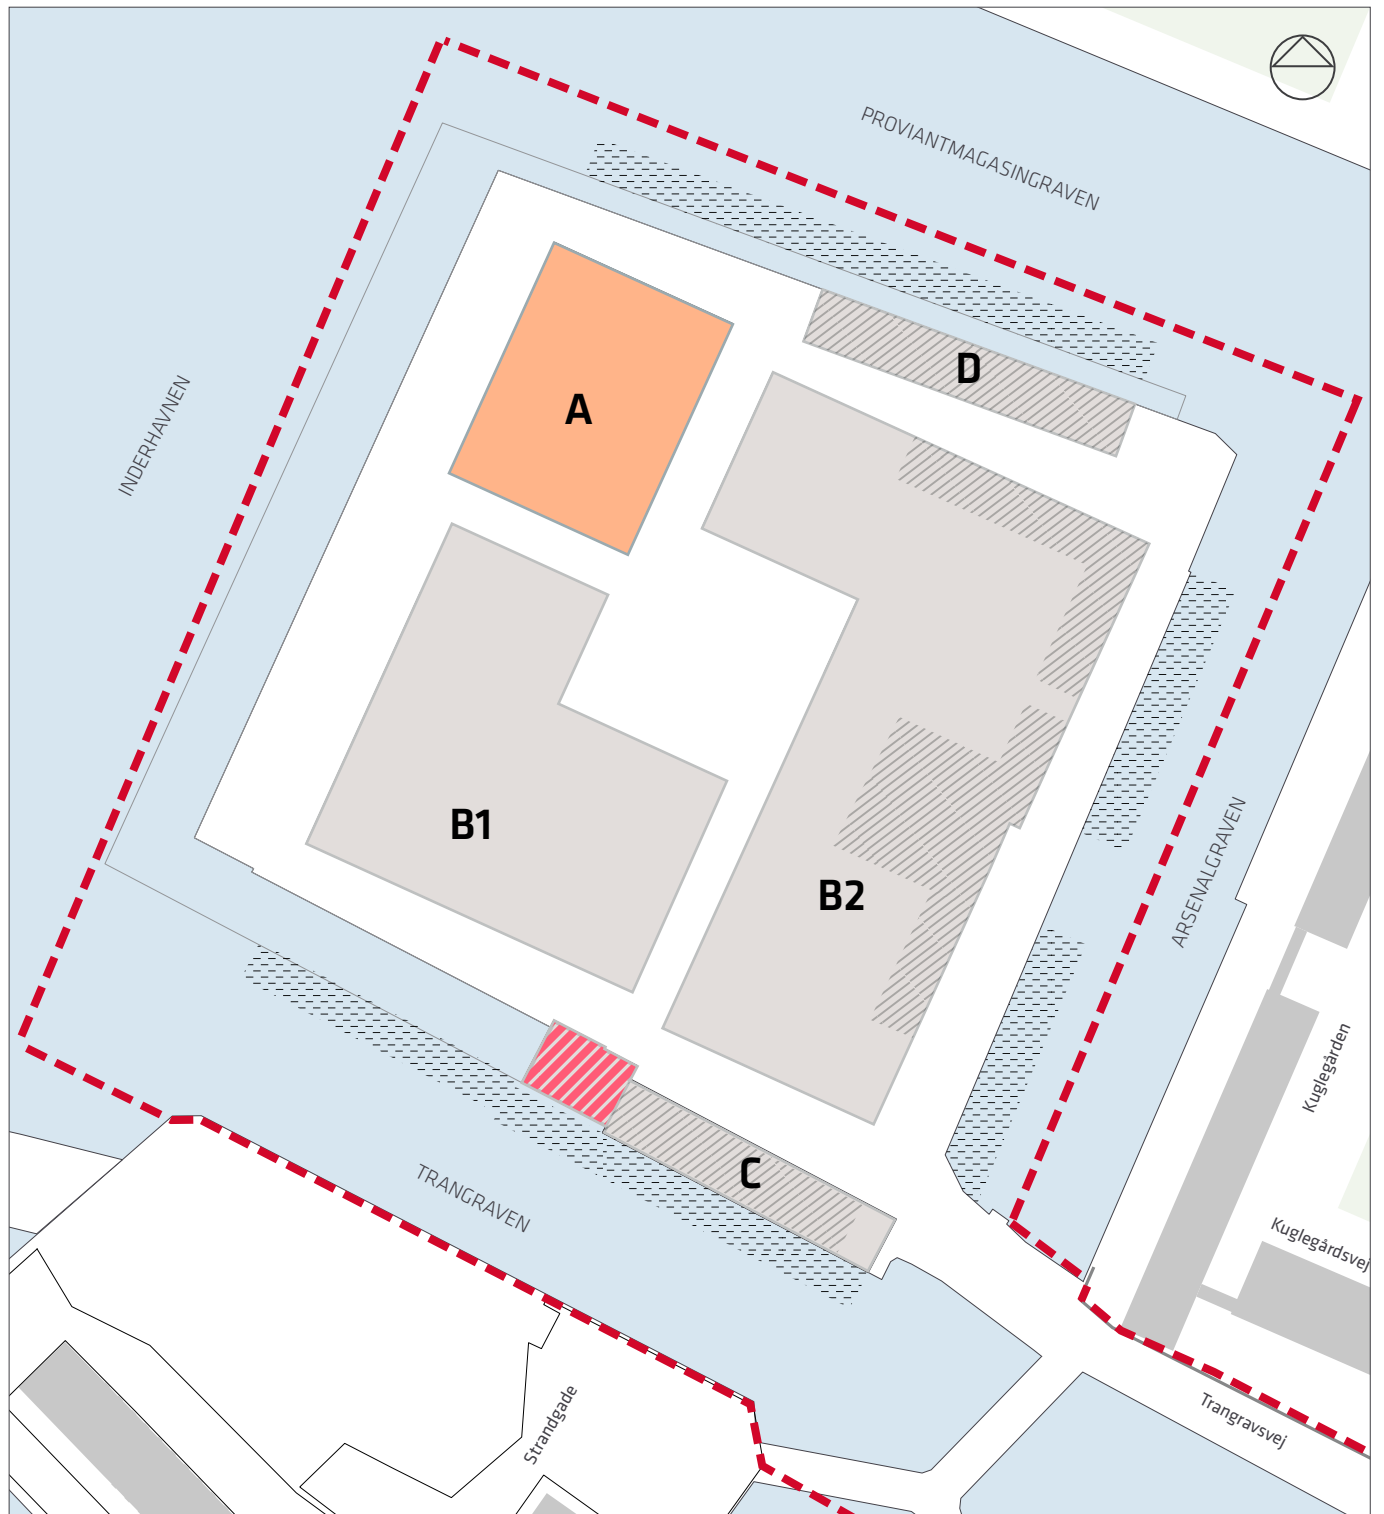 PROVIANTMAGASINGRAVEN
INDERHAVNEN
A
D
B1
B2
ARSENALGRAVEN
C
TRANGRAVEN
Kuglegården
Kuglegårdsvej
Strandgade
Trangravsvej